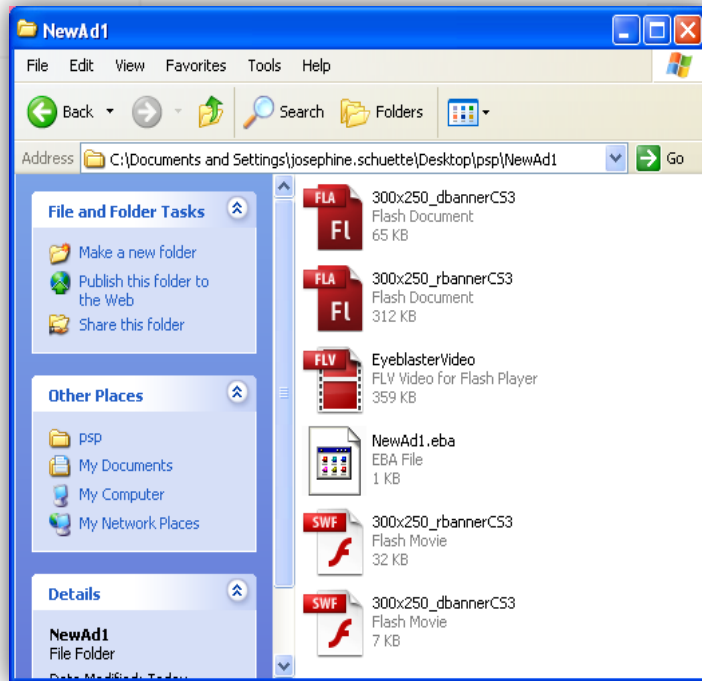 NewAd1
File Edit View Favorites Tools Help
Back Search Folders
Address C:\Documents and Settings\josephine.schuette\Desktop\psp\NewAd1 Go
File and Folder Tasks
Make a new folder
Publish this folder to
the Web
Share this folder
Other Places
psp
My Documents
My Computer
My Network Places
Details
NewAd1
File Folder
Date Modified: Today
FLA
FL
300x250_dbannerCS3
Flash Document
65 KB
FLA
FL
300x250_rbannerCS3
Flash Document
312 KB
FLV
EyeblasterVideo
FLV Video for Flash Player
359 KB
NewAd1.eba
EBA File
1 KB
SWF
300x250_rbannerCS3
Flash Movie
32 KB
SWF
300x250_dbannerCS3
Flash Movie
7 KB